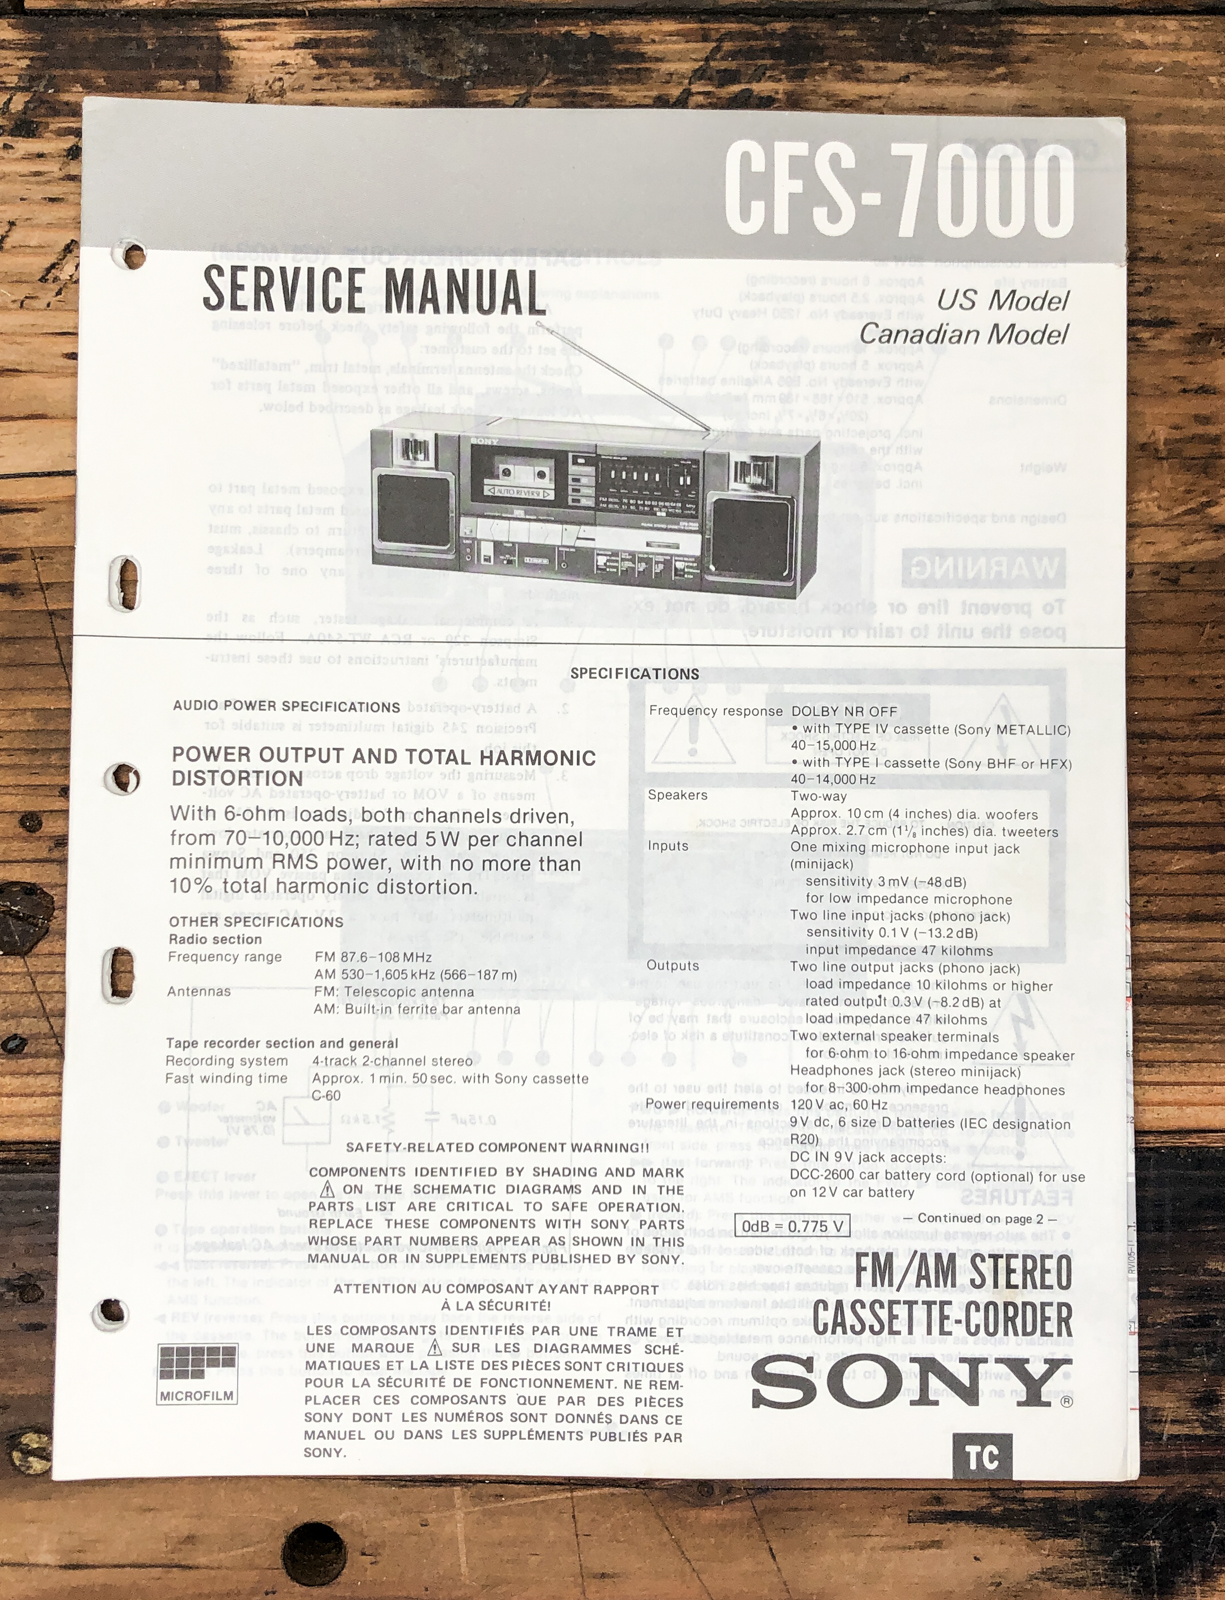 CFS-7000
SERVICE MANUAL
US Model
Canadian Model
SONY
AUTO REVERS
SPECIFICATIONS
AUDIO POWER SPECIFICATIONS
POWER OUTPUT AND TOTAL HARMONIC
DISTORTION
With 6-ohm loads, both channels driven,
from 70–10,000 Hz; rated 5 W per channel
minimum RMS power, with no more than
10% total harmonic distortion.
OTHER SPECIFICATIONS
Radio section
Frequency range FM 87.6–108 MHz
AM 530–1,605 kHz (566–187 m)
Antennas FM: Telescopic antenna
AM: Built-in ferrite bar antenna
Tape recorder section and general
Recording system 4-track 2-channel stereo
Fast winding time Approx. 1 min. 50 sec. with Sony cassette
C-60
SAFETY-RELATED COMPONENT WARNING!!
COMPONENTS IDENTIFIED BY SHADING AND MARK
⚠ ON THE SCHEMATIC DIAGRAMS AND IN THE
PARTS LIST ARE CRITICAL TO SAFE OPERATION.
REPLACE THESE COMPONENTS WITH SONY PARTS
WHOSE PART NUMBERS APPEAR AS SHOWN IN THIS
MANUAL OR IN SUPPLEMENTS PUBLISHED BY SONY.
ATTENTION AU COMPOSANT AYANT RAPPORT
À LA SÉCURITÉ!
LES COMPOSANTS IDENTIFIÉS PAR UNE TRAME ET
UNE MARQUE ⚠ SUR LES DIAGRAMMES SCHÉ-
MATIQUES ET LA LISTE DES PIÈCES SONT CRITIQUES
POUR LA SÉCURITÉ DE FONCTIONNEMENT. NE REM-
PLACER CES COMPOSANTS QUE PAR DES PIÈCES
SONY DONT LES NUMÉROS SONT DONNÉS DANS CE
MANUEL OU DANS LES SUPPLÉMENTS PUBLIÉS PAR
SONY.
MICROFILM
Frequency response DOLBY NR OFF
• with TYPE IV cassette (Sony METALLIC)
40–15,000 Hz
• with TYPE I cassette (Sony BHF or HFX)
40–14,000 Hz
Speakers Two-way
Approx. 10 cm (4 inches) dia. woofers
Approx. 2.7 cm (1 1/8 inches) dia. tweeters
Inputs One mixing microphone input jack
(minijack)
sensitivity 3 mV (−48 dB)
for low impedance microphone
Two line input jacks (phono jack)
sensitivity 0.1 V (−13.2 dB)
input impedance 47 kilohms
Outputs Two line output jacks (phono jack)
load impedance 10 kilohms or higher
rated output 0.3 V (−8.2 dB) at
load impedance 47 kilohms
Two external speaker terminals
for 6-ohm to 16-ohm impedance speaker
Headphones jack (stereo minijack)
for 8–300-ohm impedance headphones
Power requirements 120 V ac, 60 Hz
9 V dc, 6 size D batteries (IEC designation
R20)
DC IN 9 V jack accepts:
DCC-2600 car battery cord (optional) for use
on 12 V car battery
— Continued on page 2 —
0dB = 0.775 V
FM/AM STEREO
CASSETTE-CORDER
SONY®
TC